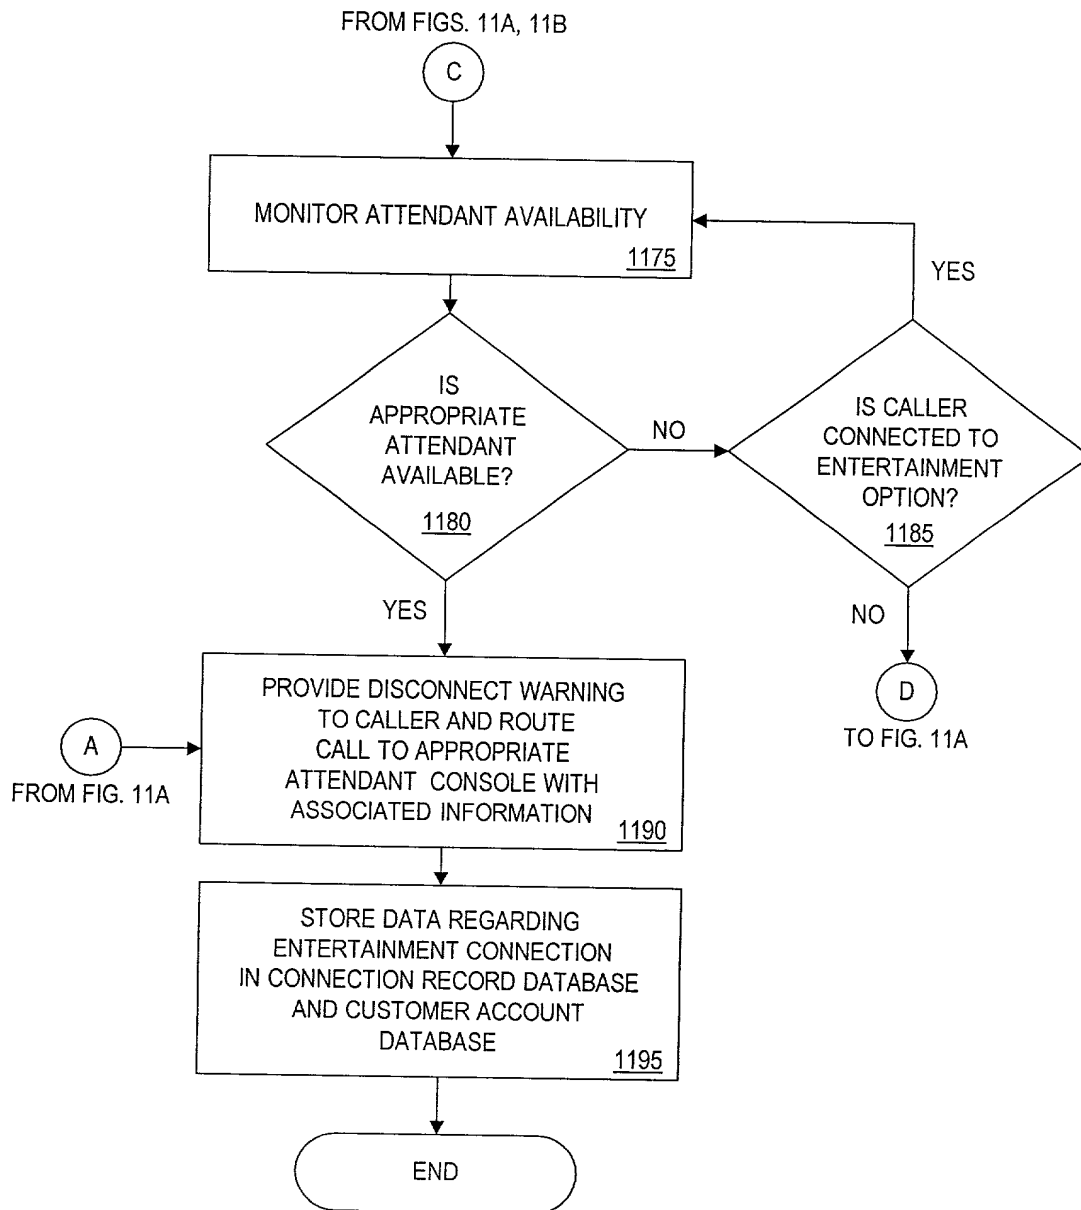 FROM FIGS. 11A, 11B
C
MONITOR ATTENDANT AVAILABILITY
1175
YES
IS
APPROPRIATE
ATTENDANT
AVAILABLE?
1180
NO
IS CALLER
CONNECTED TO
ENTERTAINMENT
OPTION?
1185
YES
NO
D
TO FIG. 11A
A
FROM FIG. 11A
PROVIDE DISCONNECT WARNING
TO CALLER AND ROUTE
CALL TO APPROPRIATE
ATTENDANT CONSOLE WITH
ASSOCIATED INFORMATION
1190
STORE DATA REGARDING
ENTERTAINMENT CONNECTION
IN CONNECTION RECORD DATABASE
AND CUSTOMER ACCOUNT
DATABASE
1195
END